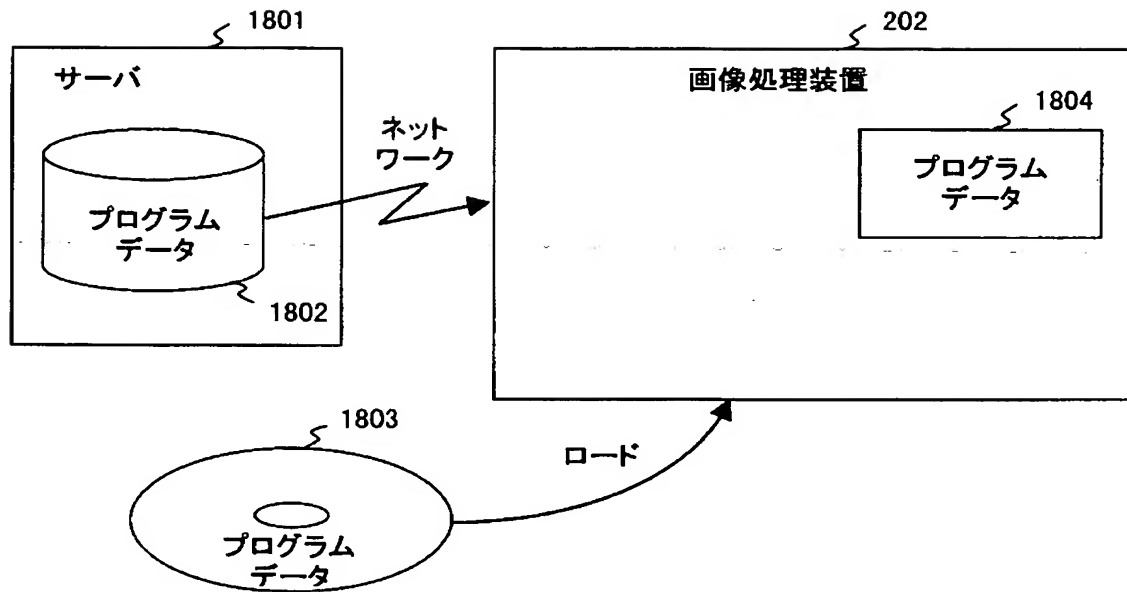 1801
サーバ
プログラム
データ
1802
ネット
ワーク
202
画像処理装置
1804
プログラム
データ
1803
プログラム
データ
ロード